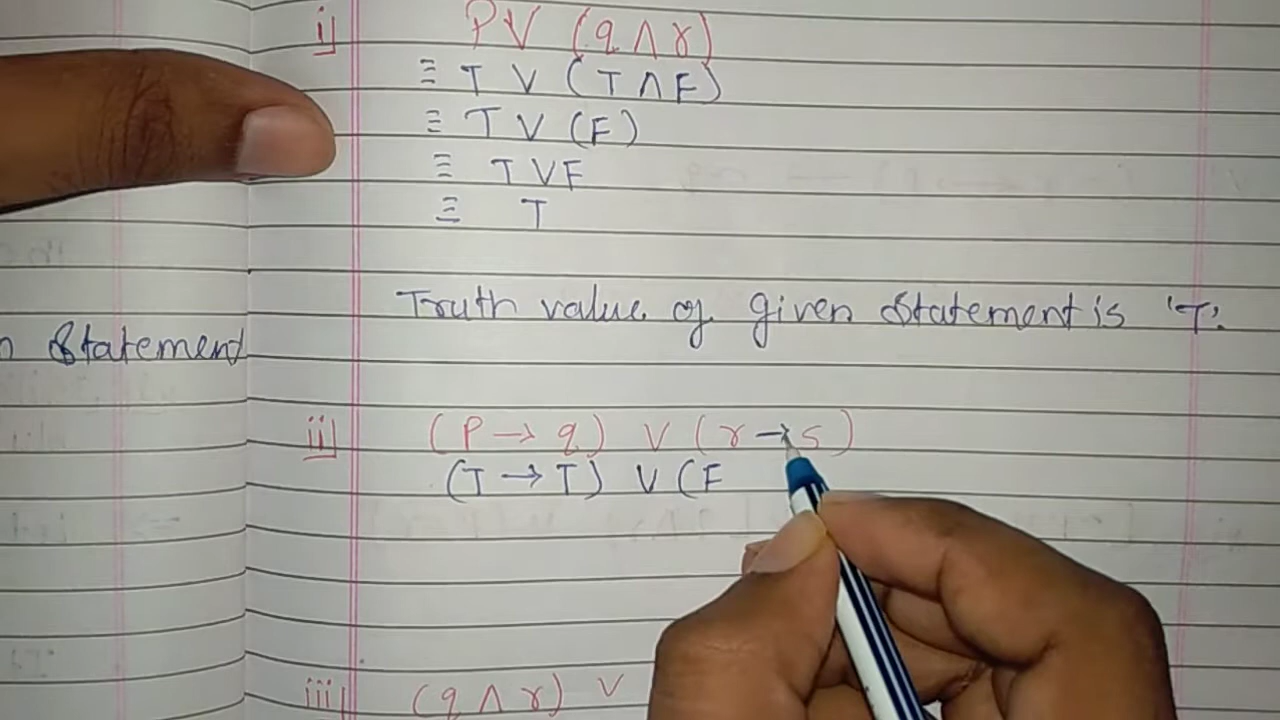 i) P ∨ (q ∧ r)
≡ T ∨ (T ∧ F)
≡ T ∨ (F)
≡ T ∨ F
≡ T
Truth value of given Statement is 'T'.
Statement
ii) (P → q) ∨ (r → s)
(T → T) ∨ (F
iii) (q ∧ r) ∨